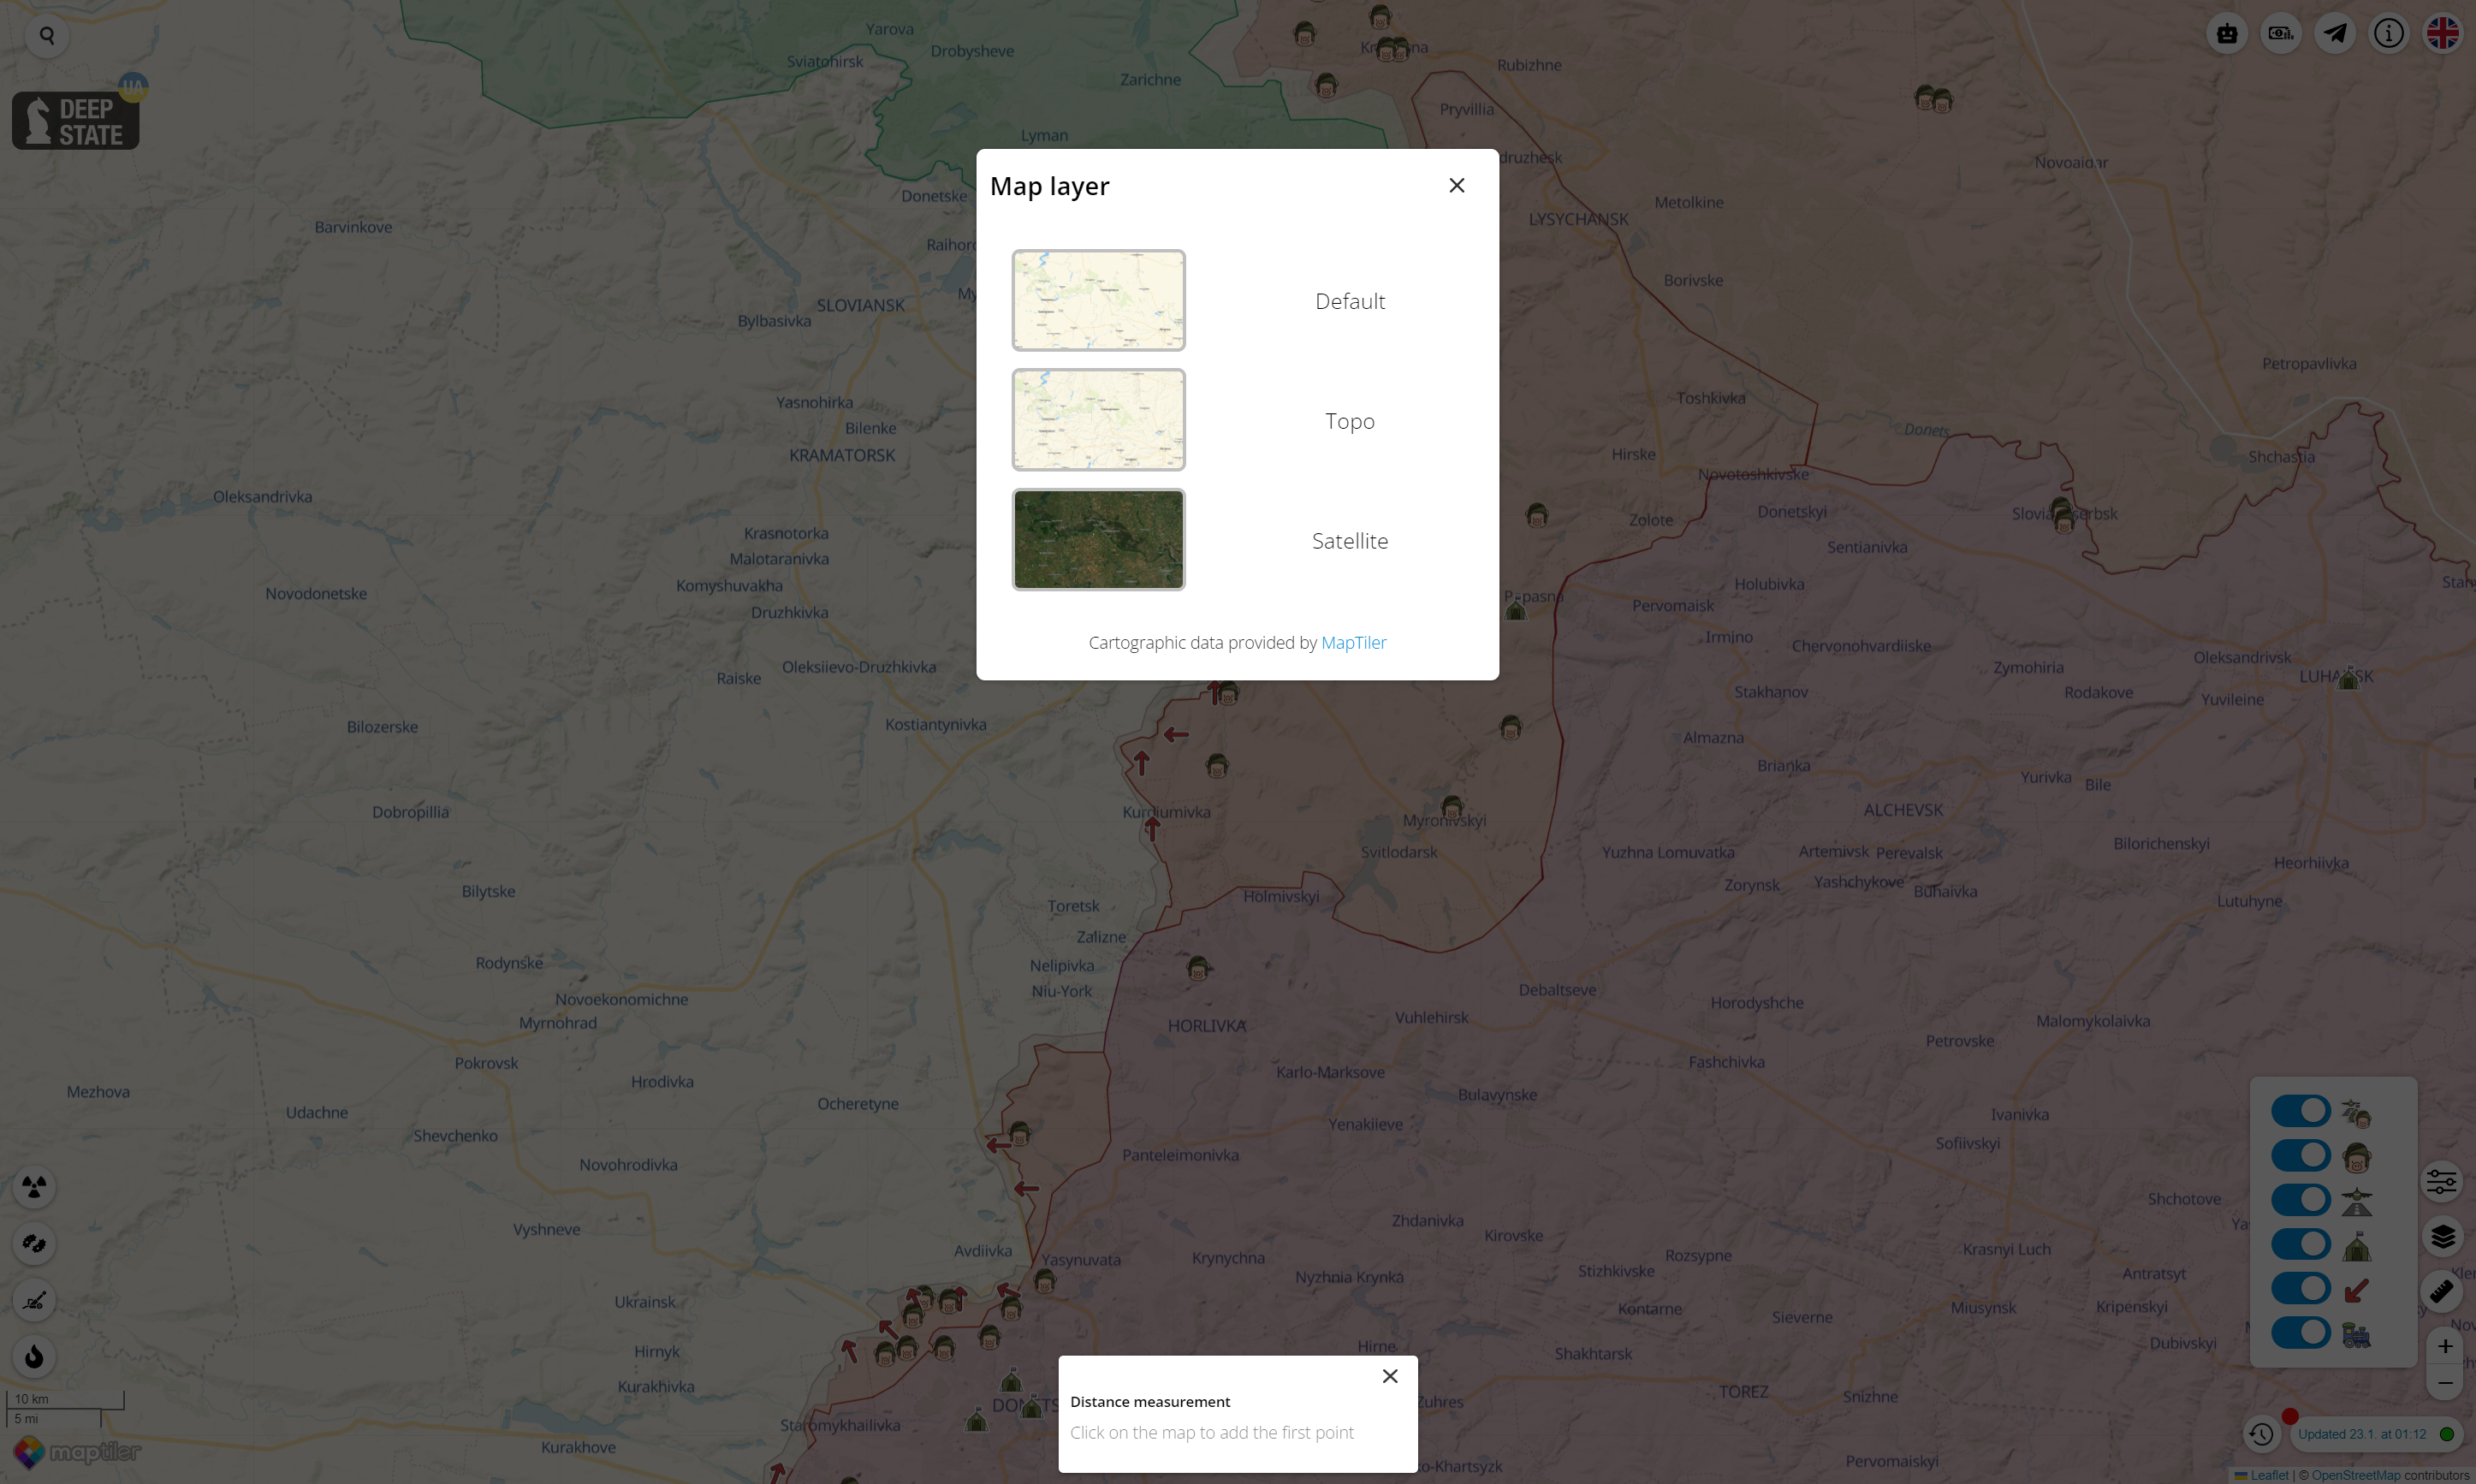 Yarova
Drobysheve
Sviatohirsk
Zarichne
Rubizhne
Pryvillia
UA
DEEP
STATE
Lyman
Novoaidar
Donetske
Metolkine
LYSYCHANSK
Barvinkove
Map layer
Borivske
Default
SLOVIANSK
Bylbasivka
Petropavlivka
Toshkivka
Yasnohirka
Topo
Bilenke
Donets
KRAMATORSK
Hirske
Shchastia
Novotoshkivske
Oleksandrivka
Donetskyi
Zolote
Krasnotorka
Satellite
Sentianivka
Malotaranivka
Komyshuvakha
Holubivka
Novodonetske
Druzhkivka
Pervomaisk
Irmino
Chervonohvardiiske
Cartographic data provided by MapTiler
Oleksandrivsk
Oleksiievo-Druzhkivka
Zymohiria
Raiske
LUHANSK
Stakhanov
Rodakove
Yuvileine
Bilozerske
Kostiantynivka
Almazna
Brianka
Yurivka
Bile
Dobropillia
Kurdiumivka
ALCHEVSK
Myronivskyi
Svitlodarsk
Yuzhna Lomuvatka
Artemivsk
Perevalsk
Bilorichenskyi
Heorhiivka
Zorynsk
Yashchykove
Buhaivka
Bilytske
Holmivskyi
Lutuhyne
Toretsk
Zalizne
Rodynske
Nelipivka
Niu-York
Debaltseve
Novoekonomichne
Horodyshche
Myrnohrad
HORLIVKA
Vuhlehirsk
Malomykolaivka
Petrovske
Pokrovsk
Fashchivka
Hrodivka
Karlo-Marksove
Mezhova
Bulavynske
Udachne
Ocheretyne
Yenakiieve
Ivanivka
Shevchenko
Sofiivskyi
Panteleimonivka
Novohrodivka
Shchotove
Vyshneve
Zhdanivka
Kirovske
Avdiivka
Yasynuvata
Krynychna
Rozsypne
Krasnyi Luch
Nyzhnia Krynka
Stizhkivske
Antratsyt
Ukrainsk
Kontarne
Sieverne
Miusynsk
Kripenskyi
Hirnyk
Hirne
Shakhtarsk
Dubivskyi
Kurakhivka
10 km
5 mi
Distance measurement
TOREZ
Snizhne
Zuhres
Staromykhailivka
Click on the map to add the first point
Kurakhove
Updated 23.1. at 01:12
maptiler
Pervomaiskyi
Leaflet | © OpenStreetMap contributors